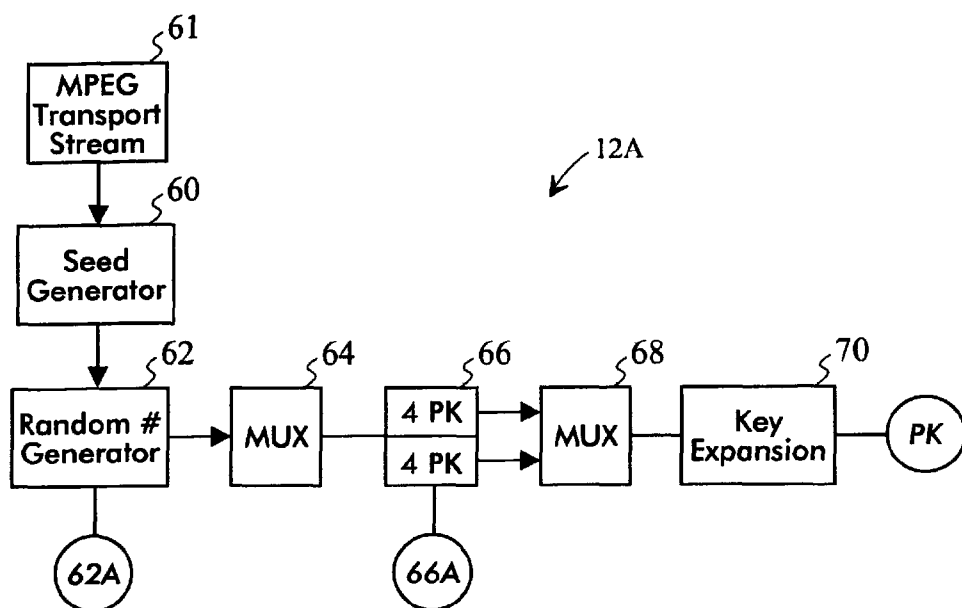 61
MPEG
Transport
Stream
12A
60
Seed
Generator
62
Random #
Generator
64
MUX
66
4 PK
4 PK
68
MUX
70
Key
Expansion
PK
62A
66A